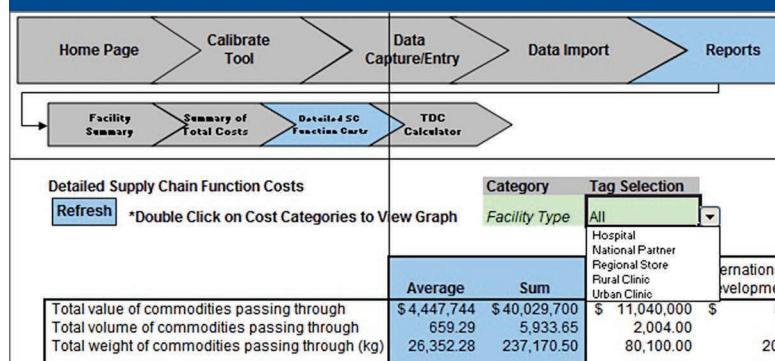 Home Page
Calibrate
Tool
Data
Capture/Entry
Data Import
Reports
Facility
Summary
Summary of
Total Costs
Detailed SC
Function Costs
TDC
Calculator
Detailed Supply Chain Function Costs
Category Tag Selection
Refresh *Double Click on Cost Categories to View Graph Facility Type All
Hospital
National Partner
Regional Store
Rural Clinic
Urban Clinic
Average Sum
Total value of commodities passing through $4,447,744 $40,029,700 $ 11,040,000 $
Total volume of commodities passing through 659.29 5,933.65 2,004.00
Total weight of commodities passing through (kg) 26,352.28 237,170.50 80,100.00 20